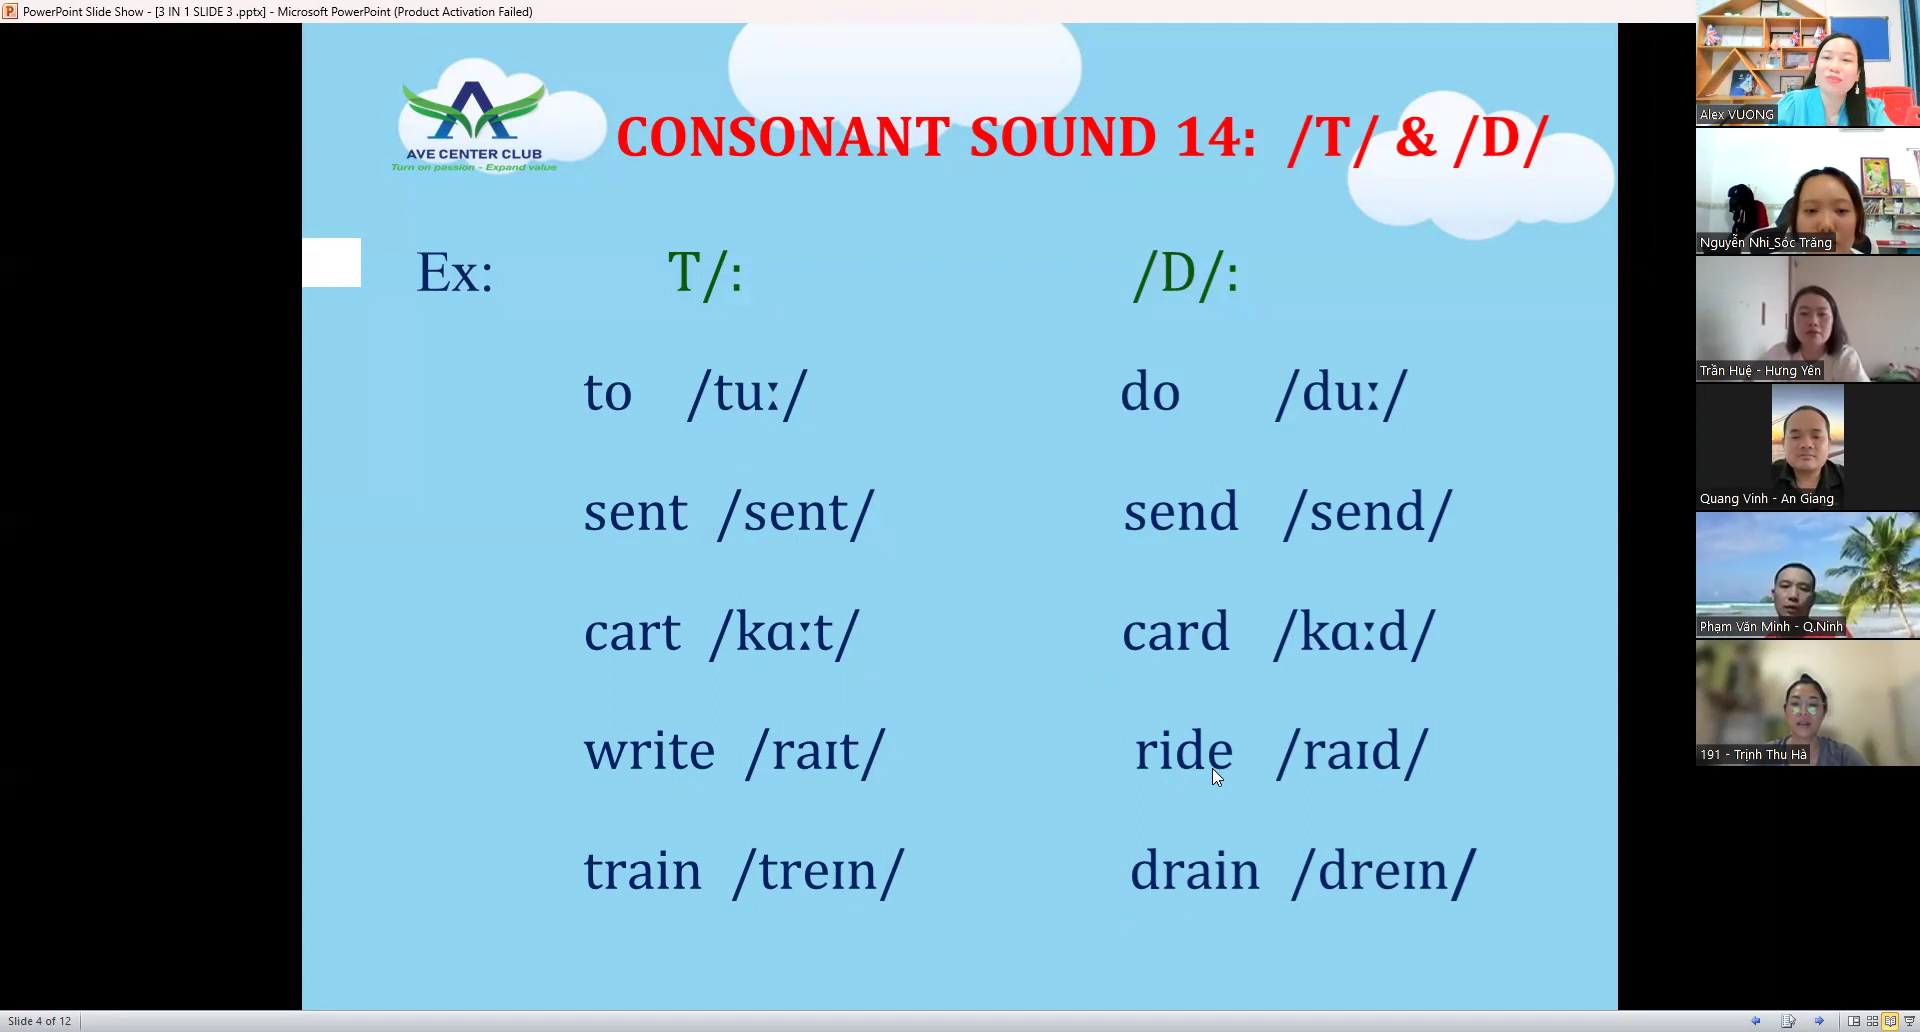 PowerPoint Slide Show - [3 IN 1 SLIDE 3 .pptx] - Microsoft PowerPoint (Product Activation Failed)
AVE CENTER CLUB
Turn on passion - Expand value
CONSONANT SOUND 14: /T/ & /D/
Ex: T/: /D/:
to /tuː/ do /duː/
sent /sent/ send /send/
cart /kɑːt/ card /kɑːd/
write /raɪt/ ride /raɪd/
train /treɪn/ drain /dreɪn/
Alex VUONG
Nguyễn Nhi_Sóc Trăng
Trần Huệ - Hưng Yên
Quang Vinh - An Giang
Phạm Văn Minh - Q.Ninh
191 - Trịnh Thu Hà
Slide 4 of 12